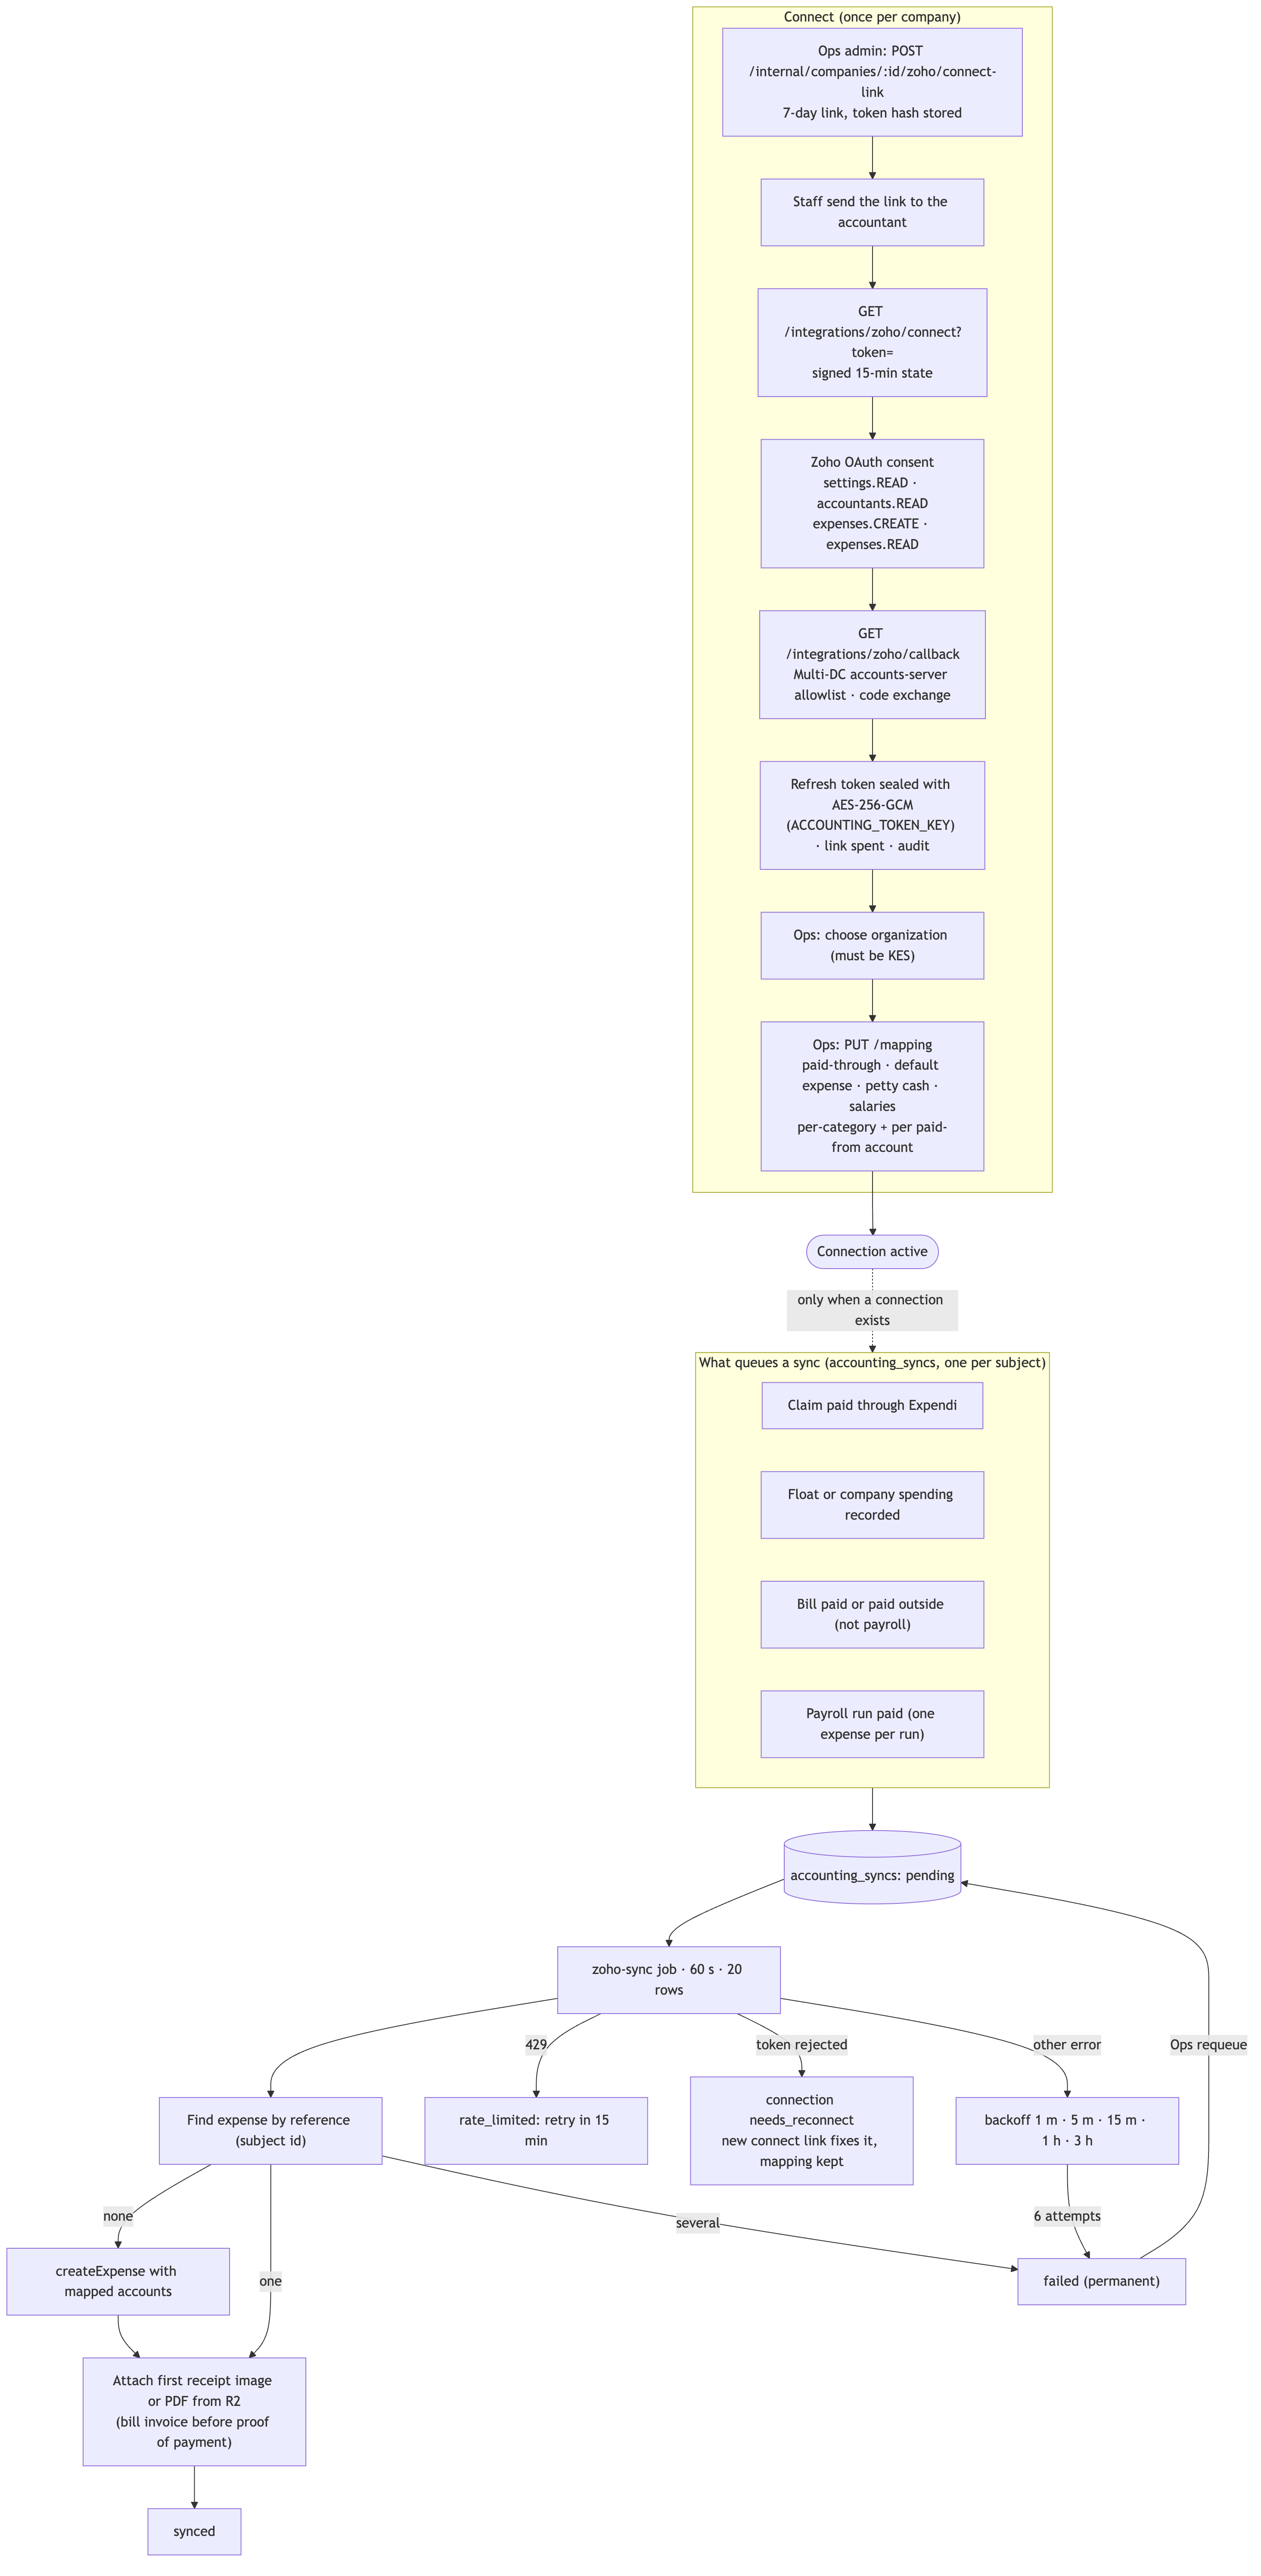 Connect (once per company)
Ops admin: POST
/internal/companies/:id/zoho/connect-
link
7-day link, token hash stored
Staff send the link to the
accountant
GET
/integrations/zoho/connect?
token=
signed 15-min state
Zoho OAuth consent
settings.READ ·
accountants.READ
expenses.CREATE ·
expenses.READ
GET
/integrations/zoho/callback
Multi-DC accounts-server
allowlist · code exchange
Refresh token sealed with
AES-256-GCM
(ACCOUNTING_TOKEN_KEY)
· link spent · audit
Ops: choose organization
(must be KES)
Ops: PUT /mapping
paid-through · default
expense · petty cash ·
salaries
per-category + per paid-
from account
Connection active
only when a connection
exists
What queues a sync (accounting_syncs, one per subject)
Claim paid through Expendi
Float or company spending
recorded
Bill paid or paid outside
(not payroll)
Payroll run paid (one
expense per run)
accounting_syncs: pending
zoho-sync job · 60 s · 20
rows
429
token rejected
other error
Ops requeue
Find expense by reference
(subject id)
rate_limited: retry in 15
min
connection
needs_reconnect
new connect link fixes it,
mapping kept
backoff 1 m · 5 m · 15 m ·
1 h · 3 h
none
several
6 attempts
createExpense with
mapped accounts
one
failed (permanent)
Attach first receipt image
or PDF from R2
(bill invoice before proof
of payment)
synced